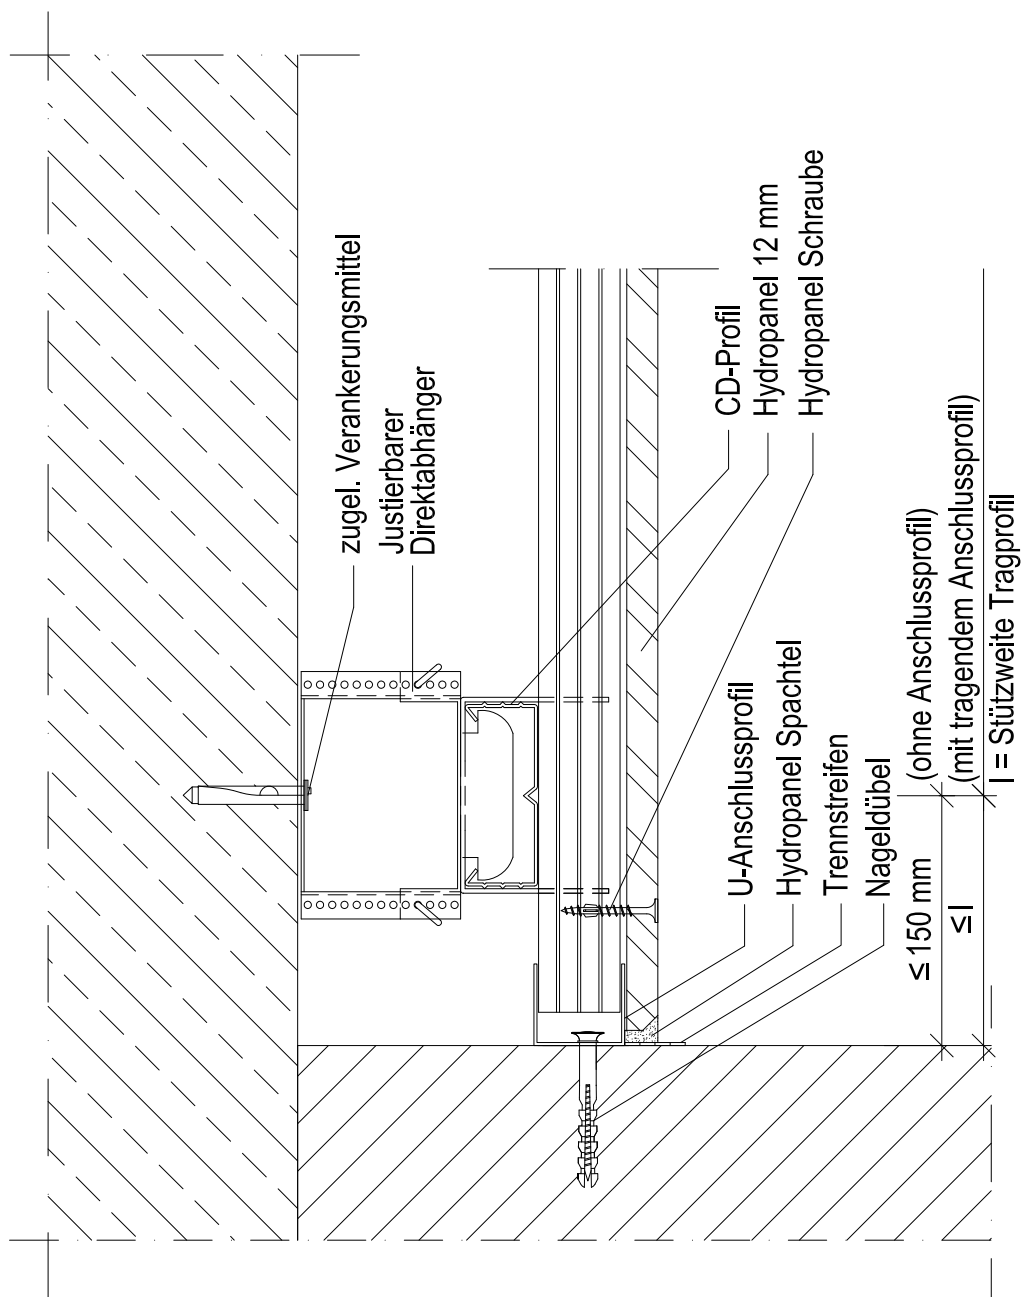 zugel. Verankerungsmittel
Justierbarer
Direktabhänger
CD-Profil
Hydropanel 12 mm
Hydropanel Schraube
U-Anschlussprofil
Hydropanel Spachtel
Trennstreifen
Nageldübel
≤ 150 mm (ohne Anschlussprofil)
≤l (mit tragendem Anschlussprofil)
l = Stützweite Tragprofil